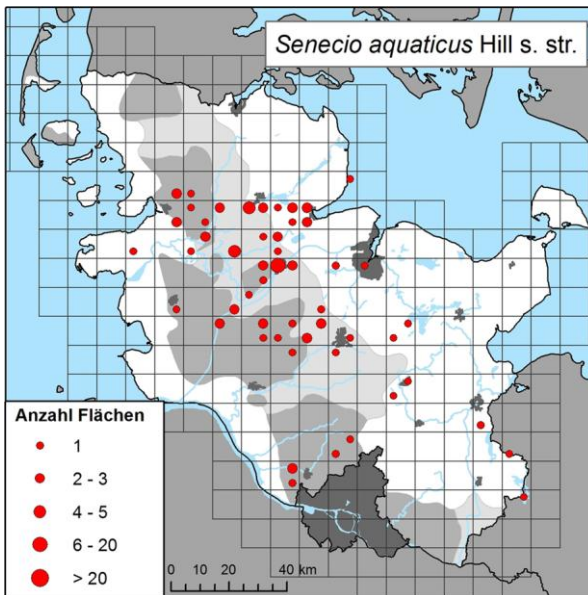 Senecio aquaticus Hill s. str.
Anzahl Flächen
1
2 - 3
4 - 5
6 - 20
> 20
0 10 20 40 km